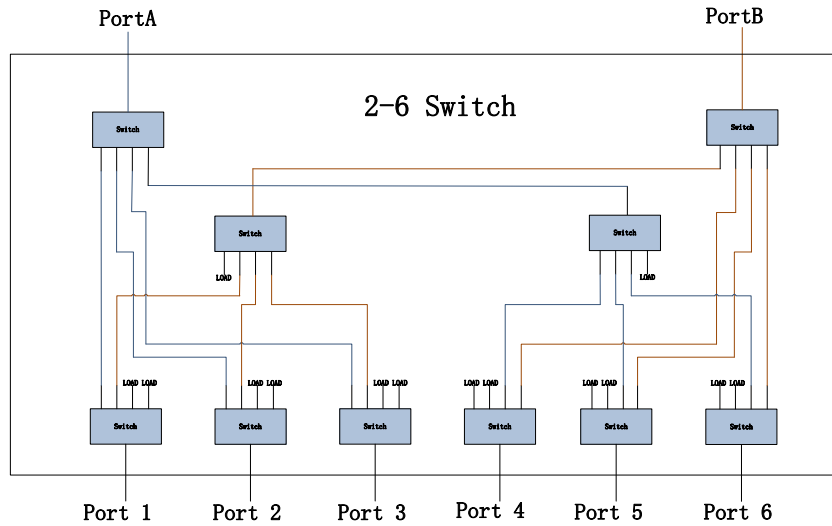 PortA
PortB
2-6 Switch
Switch
Switch
Switch
Switch
LOAD
LOAD
LOAD LOAD
LOAD LOAD
LOAD LOAD
LOAD LOAD
LOAD LOAD
LOAD LOAD
Switch
Switch
Switch
Switch
Switch
Switch
Port 1
Port 2
Port 3
Port 4
Port 5
Port 6